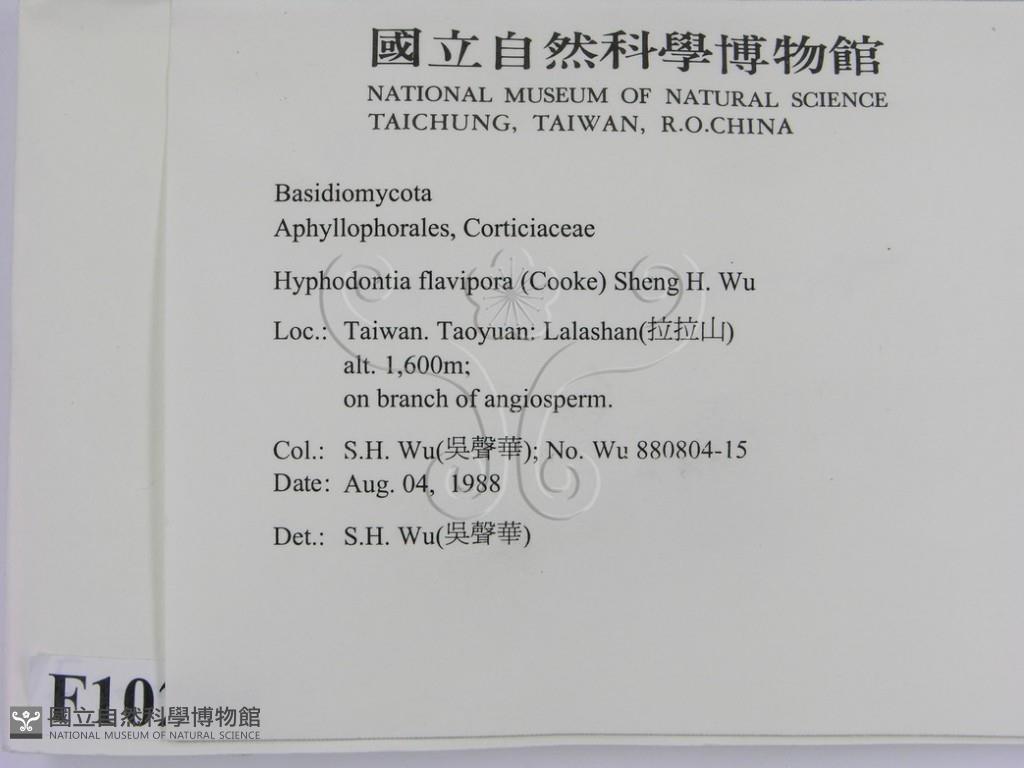 國立自然科學博物館
NATIONAL MUSEUM OF NATURAL SCIENCE
TAICHUNG, TAIWAN, R.O.CHINA
Basidiomycota
Aphyllophorales, Corticiaceae
Hyphodontia flavipora (Cooke) Sheng H. Wu
Loc.: Taiwan. Taoyuan: Lalashan(拉拉山)
alt. 1,600m;
on branch of angiosperm.
Col.: S.H. Wu(吳聲華); No. Wu 880804-15
Date: Aug. 04, 1988
Det.: S.H. Wu(吳聲華)
國立自然科學博物館
NATIONAL MUSEUM OF NATURAL SCIENCE